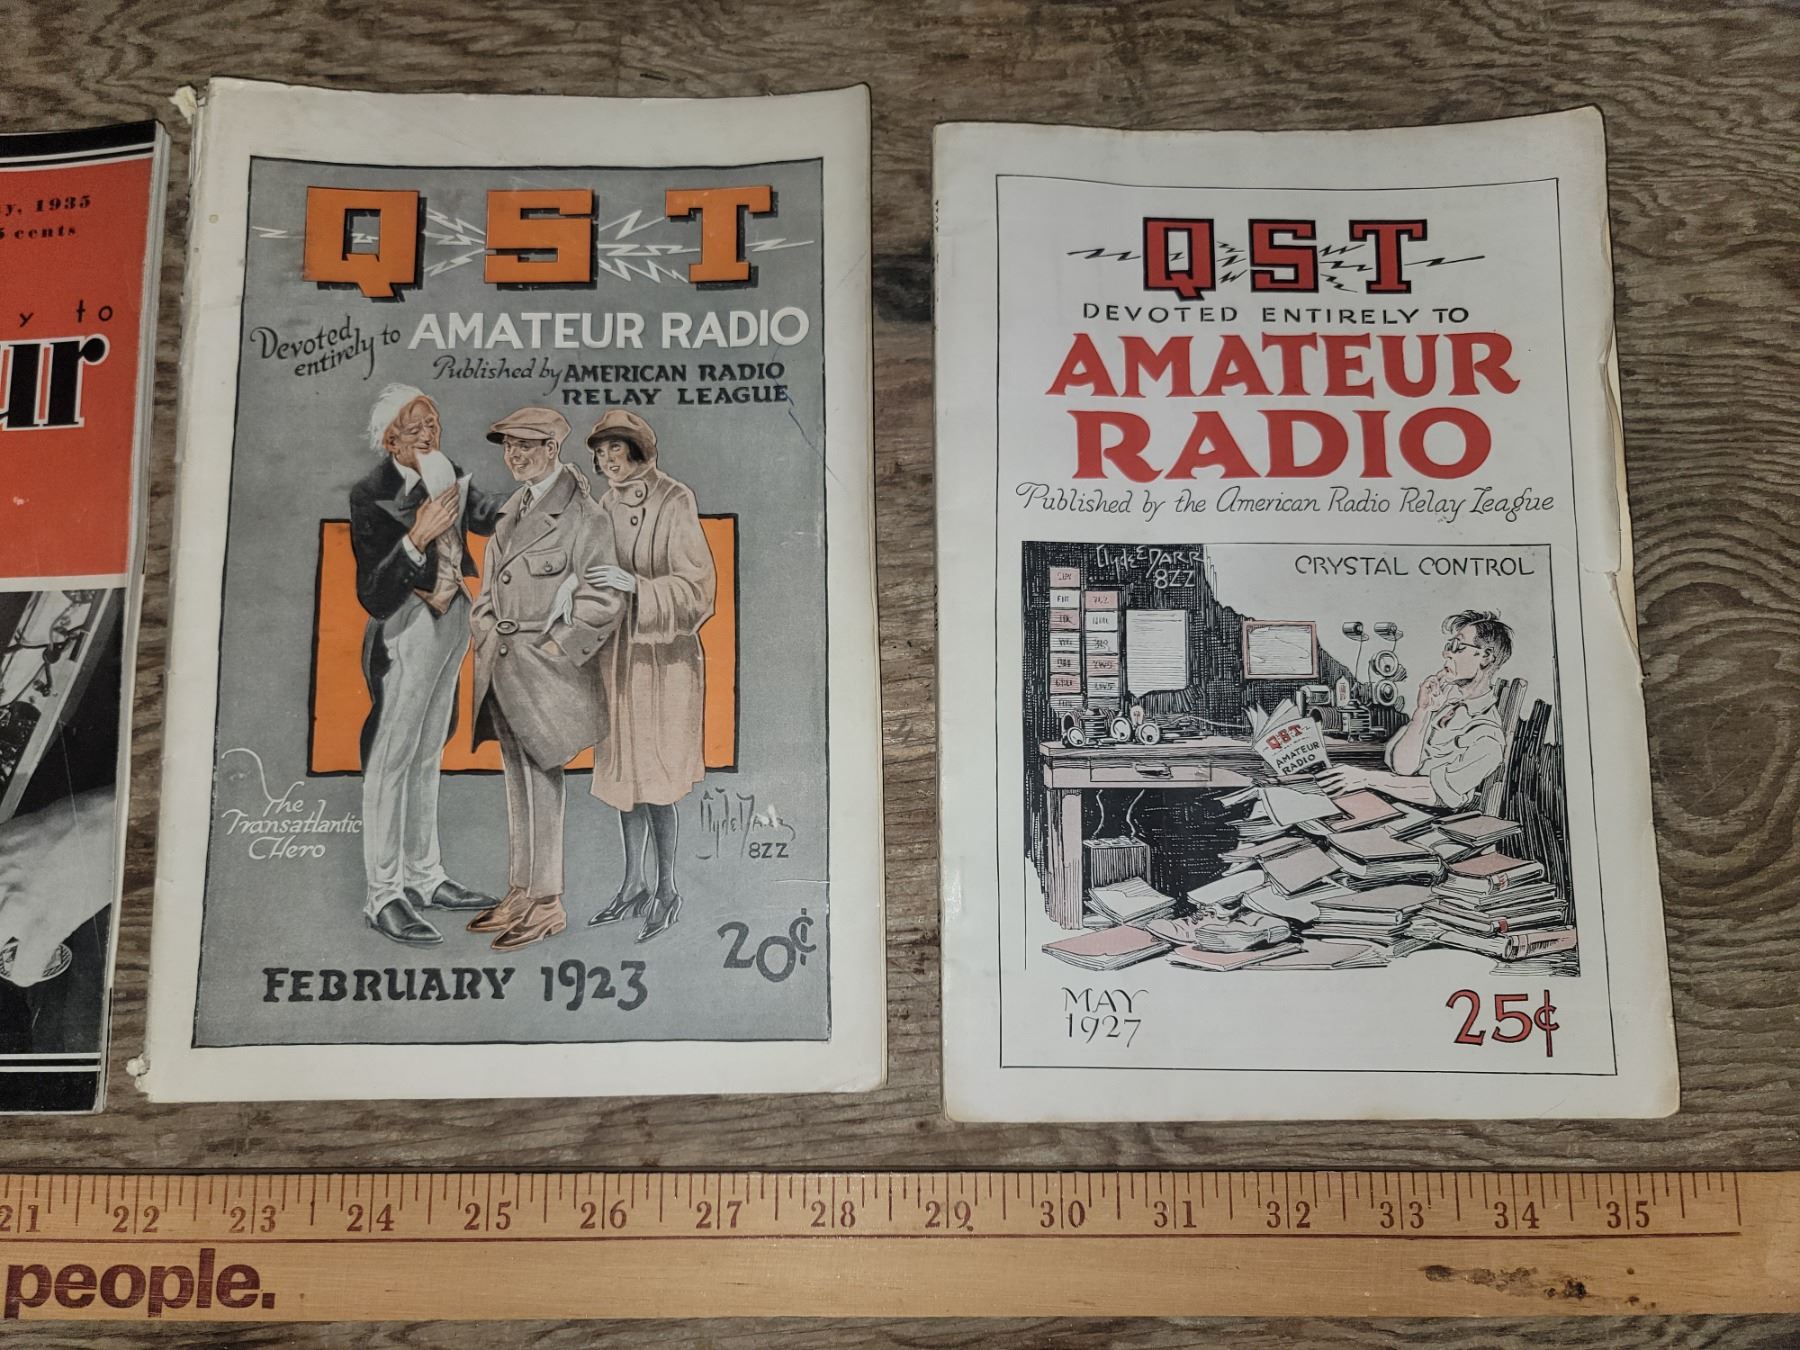 1935
cents
y to
ur
QST
Devoted
entirely to
AMATEUR RADIO
Published by AMERICAN RADIO
RELAY LEAGUE
The
Transatlantic
Hero
Clyde Darr
8ZZ
20¢
FEBRUARY 1923
QST
DEVOTED ENTIRELY TO
AMATEUR
RADIO
Published by the American Radio Relay League
Clyde E Darr
8ZZ
CRYSTAL CONTROL
QST
AMATEUR
RADIO
MAY
1927
25¢
21 22 23 24 25 26 27 28 29 30 31 32 33 34 35
people.